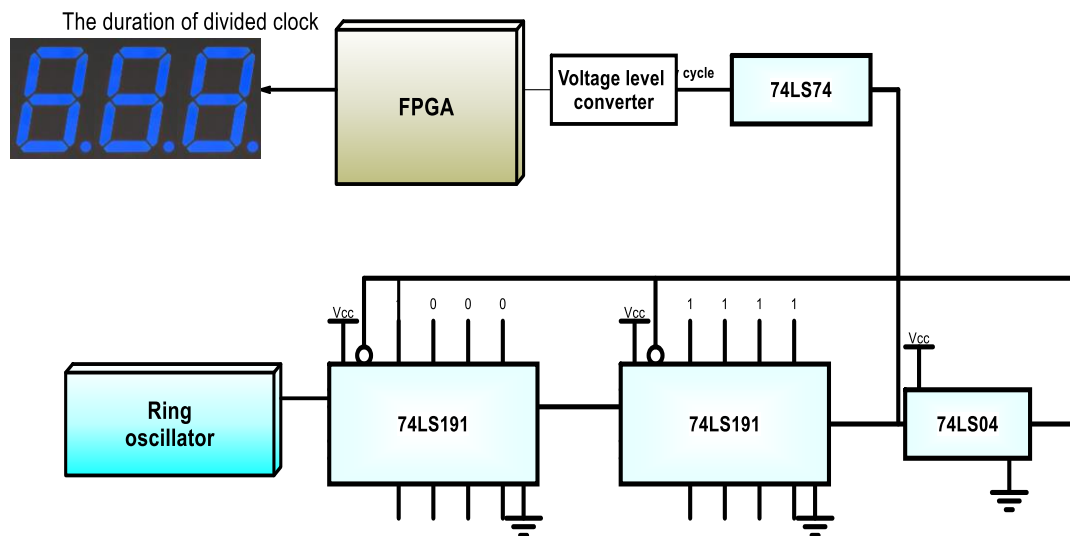 The duration of divided clock
FPGA
Voltage level
converter
cycle
74LS74
Vcc
0 0 0
Vcc
1 1 1 1
Vcc
Ring
oscillator
74LS191
74LS191
74LS04